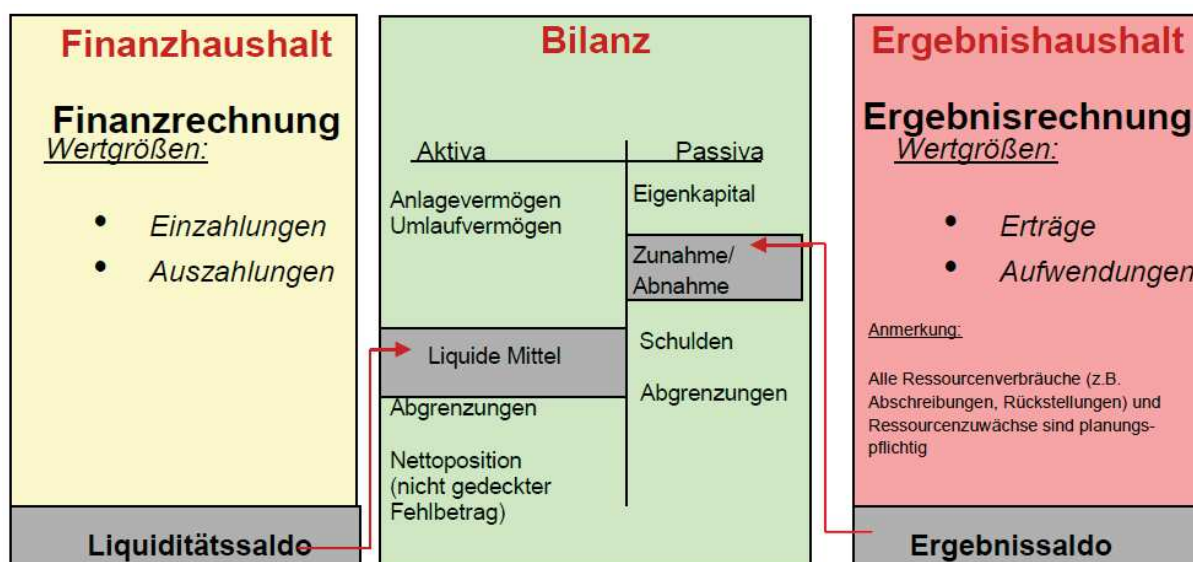 Finanzhaushalt
Finanzrechnung
Wertgrößen:
• Einzahlungen
• Auszahlungen
Liquiditätssaldo
Bilanz
Aktiva
Passiva
Anlagevermögen
Umlaufvermögen
Liquide Mittel
Abgrenzungen
Nettoposition
(nicht gedeckter
Fehlbetrag)
Eigenkapital
Zunahme/
Abnahme
Schulden
Abgrenzungen
Ergebnishaushalt
Ergebnisrechnung
Wertgrößen:
• Erträge
• Aufwendungen
Anmerkung:
Alle Ressourcenverbräuche (z.B.
Abschreibungen, Rückstellungen) und
Ressourcenzuwächse sind planungs-
pflichtig
Ergebnissaldo